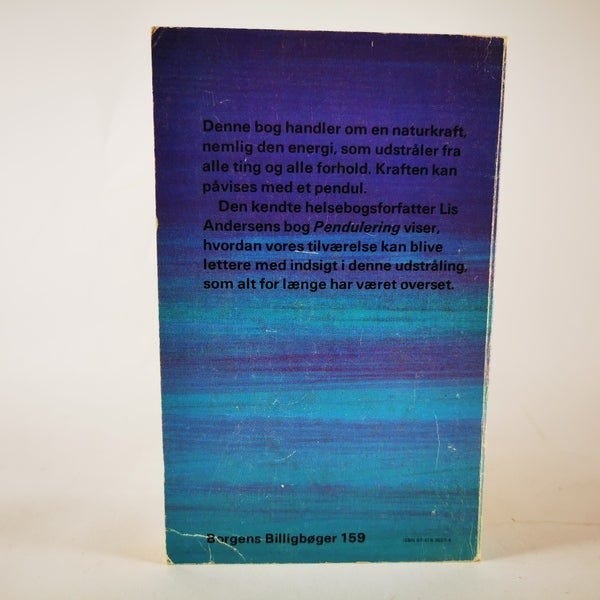 Denne bog handler om en naturkraft,
nemlig den energi, som udstråler fra
alle ting og alle forhold. Kraften kan
påvises med et pendul.
Den kendte helsebogsforfatter Lis
Andersens bog Pendulering viser,
hvordan vores tilværelse kan blive
lettere med indsigt i denne udstråling,
som alt for længe har været overset.
Borgens Billigbøger 159
ISBN